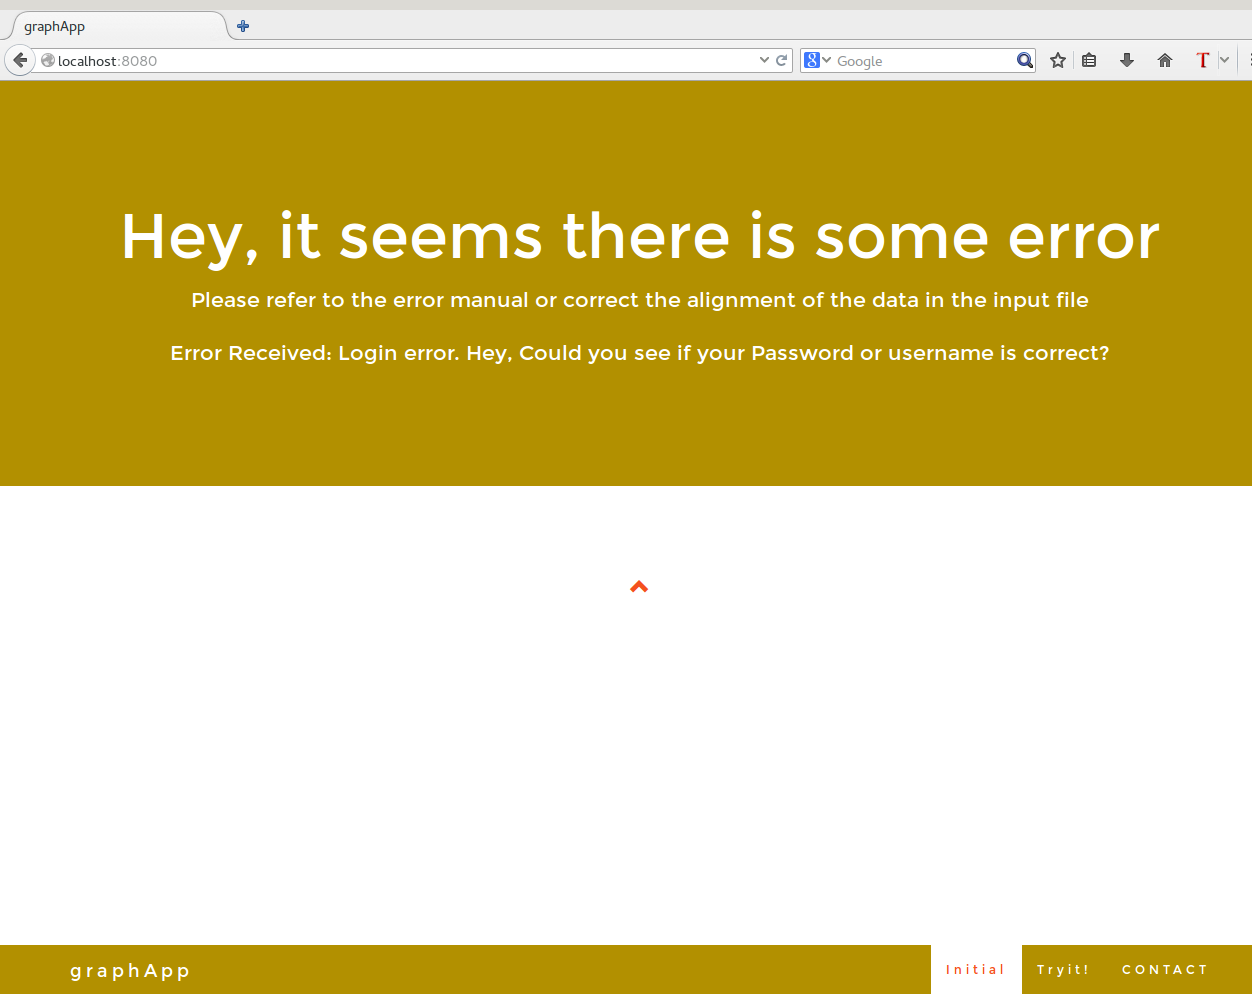 graphApp
localhost:8080
Google
Hey, it seems there is some error
Please refer to the error manual or correct the alignment of the data in the input file
Error Received: Login error. Hey, Could you see if your Password or username is correct?
graphApp
Initial
Tryit!
CONTACT